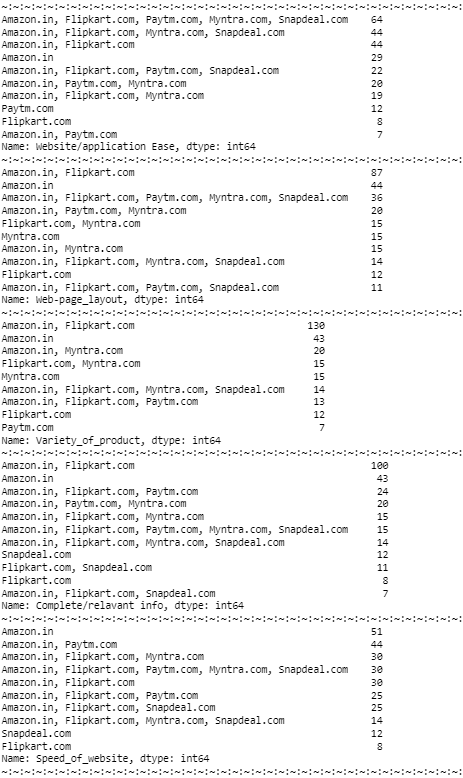 ~:~:~:~:~:~:~:~:~:~:~:~:~:~:~:~:~:~:~:~:~:~:~:~:~:~:~:~:~:~:~:~:~:~:~:~:~:
Amazon.in, Flipkart.com, Paytm.com, Myntra.com, Snapdeal.com    64
Amazon.in, Flipkart.com, Myntra.com, Snapdeal.com               44
Amazon.in, Flipkart.com                                         44
Amazon.in                                                       29
Amazon.in, Flipkart.com, Paytm.com, Snapdeal.com                22
Amazon.in, Paytm.com, Myntra.com                                20
Amazon.in, Flipkart.com, Myntra.com                             19
Paytm.com                                                       12
Flipkart.com                                                     8
Amazon.in, Paytm.com                                             7
Name: Website/application Ease, dtype: int64
~:~:~:~:~:~:~:~:~:~:~:~:~:~:~:~:~:~:~:~:~:~:~:~:~:~:~:~:~:~:~:~:~:~:~:~:~:
Amazon.in, Flipkart.com                                         87
Amazon.in                                                       44
Amazon.in, Flipkart.com, Paytm.com, Myntra.com, Snapdeal.com    36
Amazon.in, Paytm.com, Myntra.com                                20
Flipkart.com, Myntra.com                                        15
Myntra.com                                                      15
Amazon.in, Myntra.com                                           15
Amazon.in, Flipkart.com, Myntra.com, Snapdeal.com               14
Flipkart.com                                                    12
Amazon.in, Flipkart.com, Paytm.com, Snapdeal.com                11
Name: Web-page_layout, dtype: int64
~:~:~:~:~:~:~:~:~:~:~:~:~:~:~:~:~:~:~:~:~:~:~:~:~:~:~:~:~:~:~:~:~:~:~:~:~:
Amazon.in, Flipkart.com                              130
Amazon.in                                             43
Amazon.in, Myntra.com                                 20
Flipkart.com, Myntra.com                              15
Myntra.com                                            15
Amazon.in, Flipkart.com, Myntra.com, Snapdeal.com     14
Amazon.in, Flipkart.com, Paytm.com                    13
Flipkart.com                                          12
Paytm.com                                              7
Name: Variety_of_product, dtype: int64
~:~:~:~:~:~:~:~:~:~:~:~:~:~:~:~:~:~:~:~:~:~:~:~:~:~:~:~:~:~:~:~:~:~:~:~:~:
Amazon.in, Flipkart.com                                         100
Amazon.in                                                        43
Amazon.in, Flipkart.com, Paytm.com                               24
Amazon.in, Paytm.com, Myntra.com                                 20
Amazon.in, Flipkart.com, Myntra.com                              15
Amazon.in, Flipkart.com, Paytm.com, Myntra.com, Snapdeal.com     15
Amazon.in, Flipkart.com, Myntra.com, Snapdeal.com                14
Snapdeal.com                                                     12
Flipkart.com, Snapdeal.com                                       11
Flipkart.com                                                      8
Amazon.in, Flipkart.com, Snapdeal.com                             7
Name: Complete/relavant info, dtype: int64
~:~:~:~:~:~:~:~:~:~:~:~:~:~:~:~:~:~:~:~:~:~:~:~:~:~:~:~:~:~:~:~:~:~:~:~:~:
Amazon.in                                                       51
Amazon.in, Paytm.com                                            44
Amazon.in, Flipkart.com, Myntra.com                             30
Amazon.in, Flipkart.com, Paytm.com, Myntra.com, Snapdeal.com    30
Amazon.in, Flipkart.com                                         30
Amazon.in, Flipkart.com, Paytm.com                              25
Amazon.in, Flipkart.com, Snapdeal.com                           25
Amazon.in, Flipkart.com, Myntra.com, Snapdeal.com               14
Snapdeal.com                                                    12
Flipkart.com                                                     8
Name: Speed_of_website, dtype: int64
~:~:~:~:~:~:~:~:~:~:~:~:~:~:~:~:~:~:~:~:~:~:~:~:~:~:~:~:~:~:~:~:~:~:~:~:~: